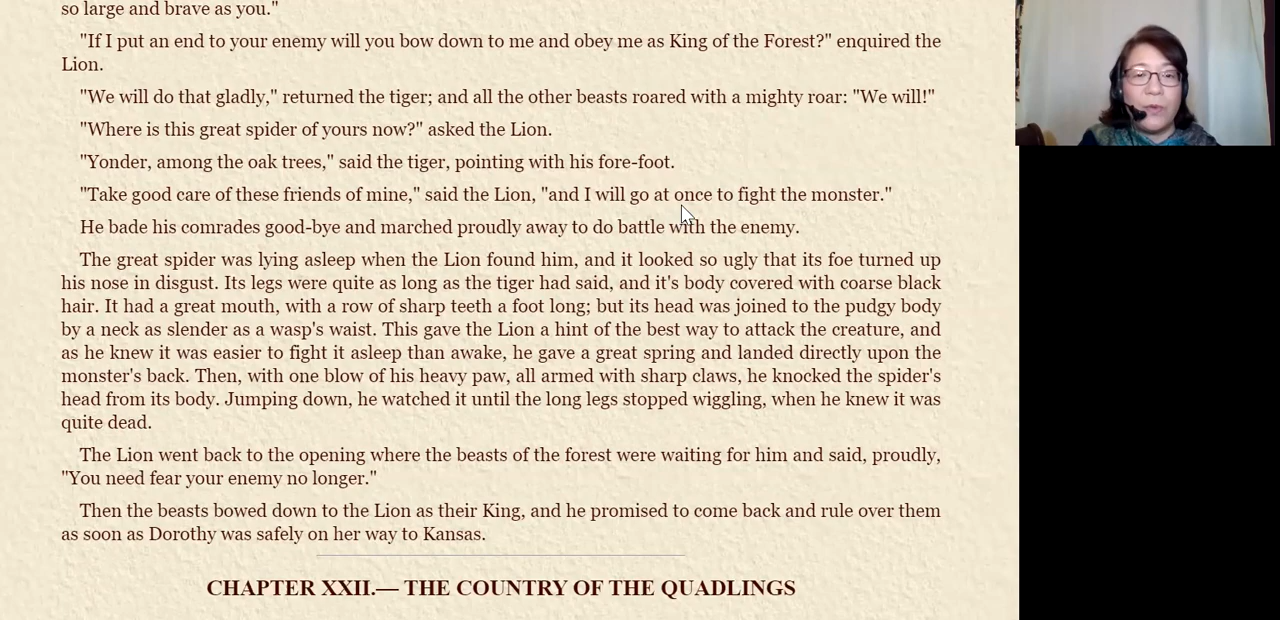 so large and brave as you."
"If I put an end to your enemy will you bow down to me and obey me as King of the Forest?" enquired the
Lion.
"We will do that gladly," returned the tiger; and all the other beasts roared with a mighty roar: "We will!"
"Where is this great spider of yours now?" asked the Lion.
"Yonder, among the oak trees," said the tiger, pointing with his fore-foot.
"Take good care of these friends of mine," said the Lion, "and I will go at once to fight the monster."
He bade his comrades good-bye and marched proudly away to do battle with the enemy.
The great spider was lying asleep when the Lion found him, and it looked so ugly that its foe turned up
his nose in disgust. Its legs were quite as long as the tiger had said, and it's body covered with coarse black
hair. It had a great mouth, with a row of sharp teeth a foot long; but its head was joined to the pudgy body
by a neck as slender as a wasp's waist. This gave the Lion a hint of the best way to attack the creature, and
as he knew it was easier to fight it asleep than awake, he gave a great spring and landed directly upon the
monster's back. Then, with one blow of his heavy paw, all armed with sharp claws, he knocked the spider's
head from its body. Jumping down, he watched it until the long legs stopped wiggling, when he knew it was
quite dead.
The Lion went back to the opening where the beasts of the forest were waiting for him and said, proudly,
"You need fear your enemy no longer."
Then the beasts bowed down to the Lion as their King, and he promised to come back and rule over them
as soon as Dorothy was safely on her way to Kansas.
CHAPTER XXII.— THE COUNTRY OF THE QUADLINGS